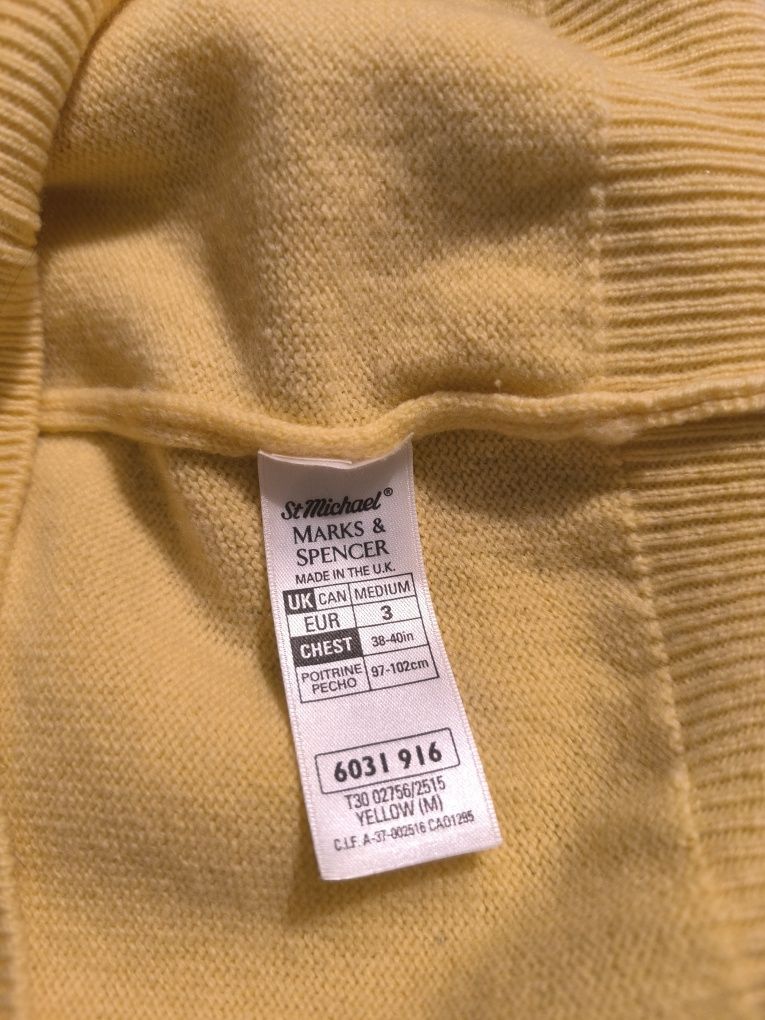 St Michael®
MARKS &
SPENCER
MADE IN THE U.K.
UK CAN MEDIUM
EUR 3
CHEST 38-40in
POITRINE
PECHO 97-102cm
6031 916
T30 02756/2515
YELLOW (M)
C.I.F. A-37-002516 CA01295